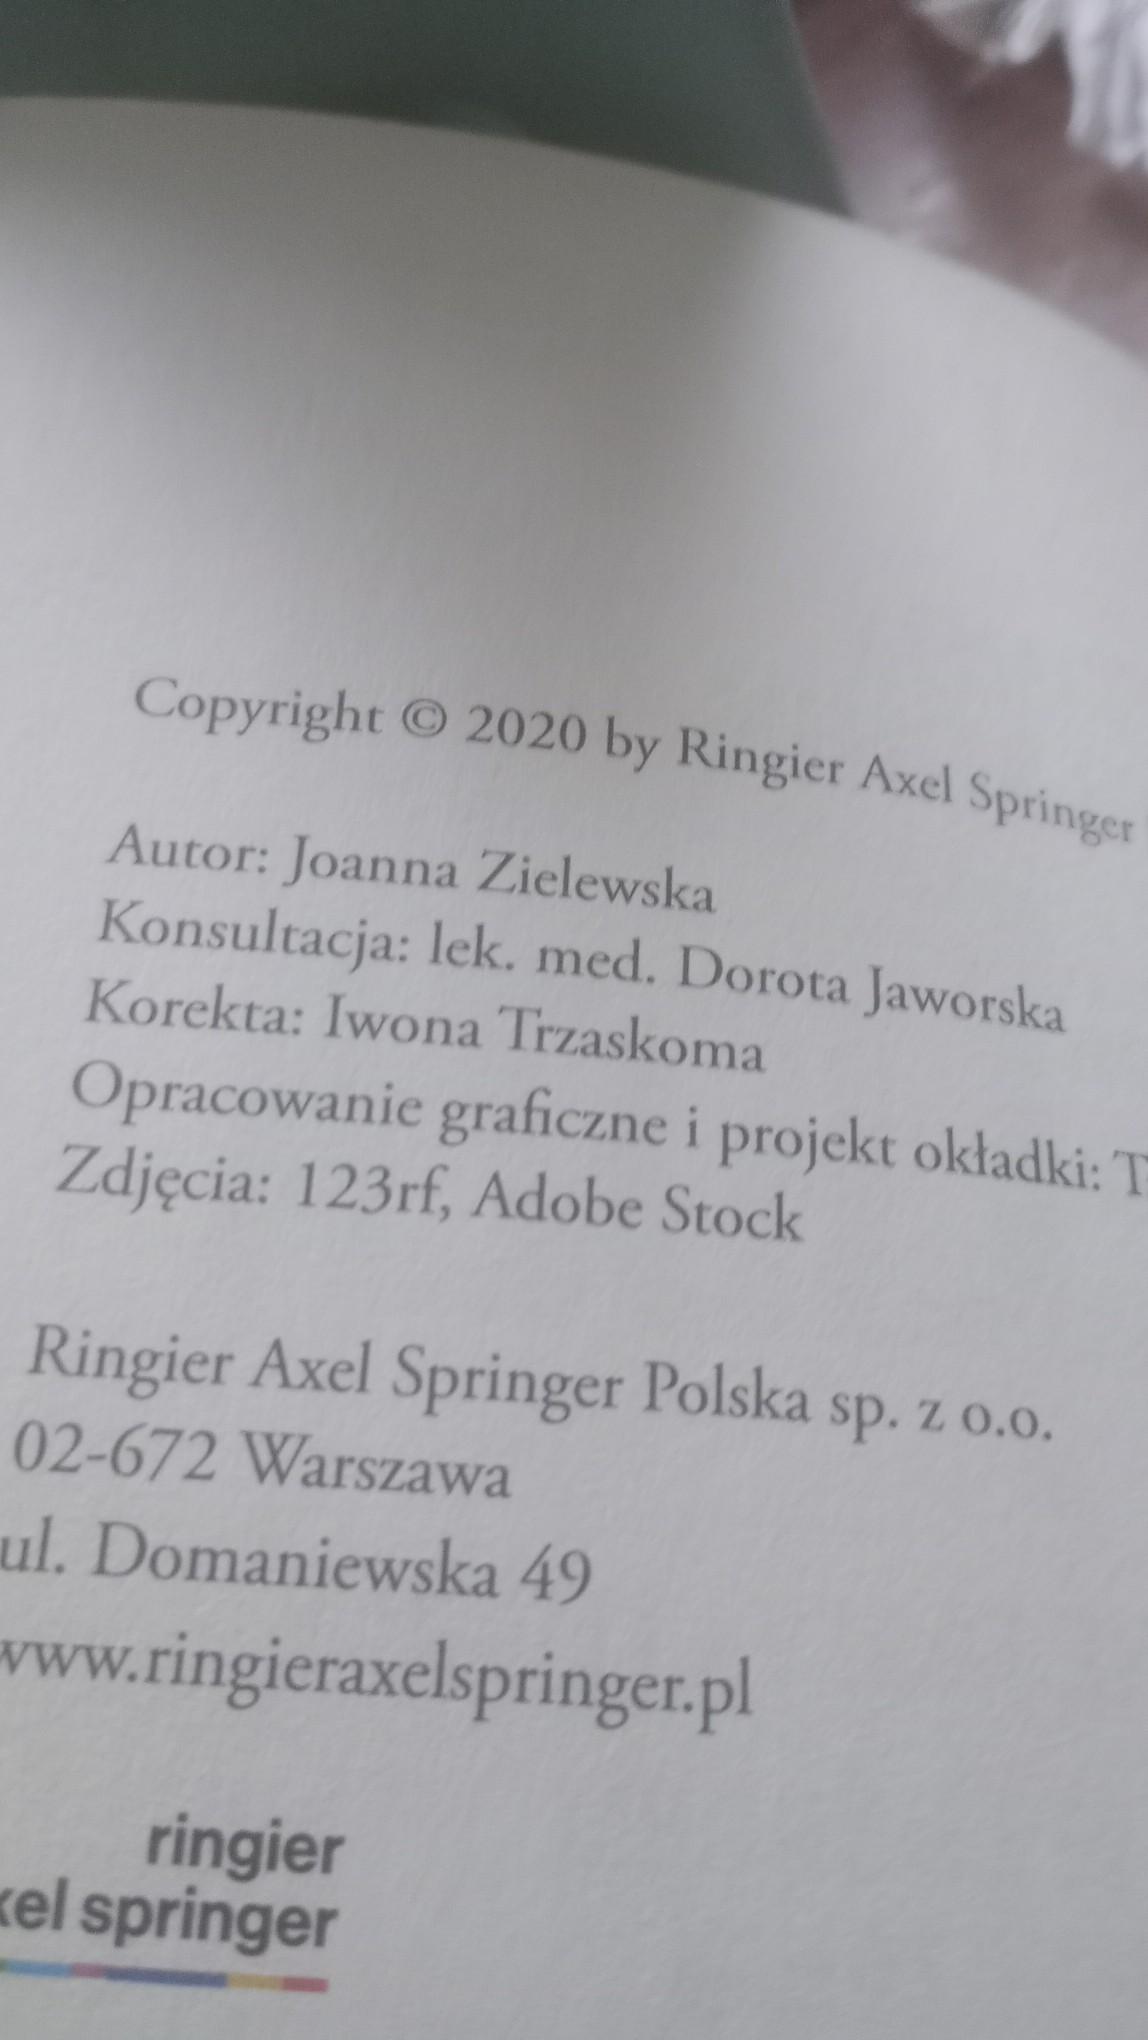 Copyright © 2020 by Ringier Axel Springer
Autor: Joanna Zielewska
Konsultacja: lek. med. Dorota Jaworska
Korekta: Iwona Trzaskoma
Opracowanie graficzne i projekt okładki:
Zdjęcia: 123rf, Adobe Stock
Ringier Axel Springer Polska sp. z o.o.
02-672 Warszawa
ul. Domaniewska 49
www.ringieraxelspringer.pl
ringier
xel springer